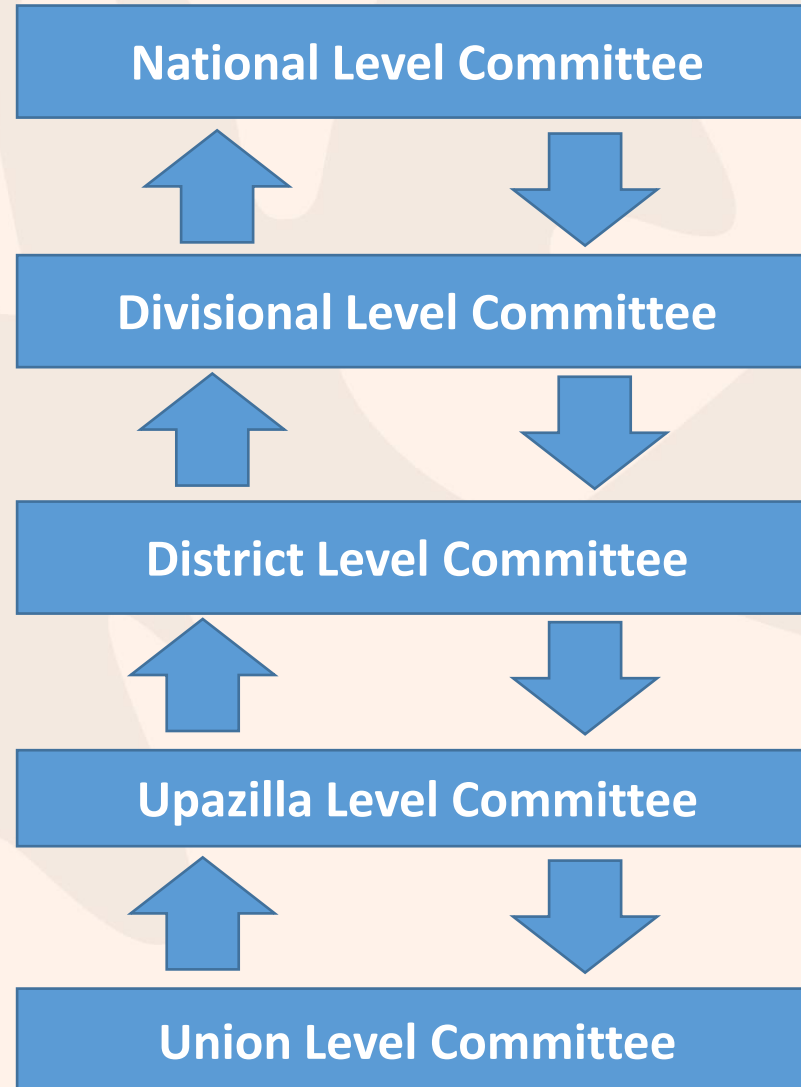 National Level Committee
Divisional Level Committee
District Level Committee
Upazilla Level Committee
Union Level Committee